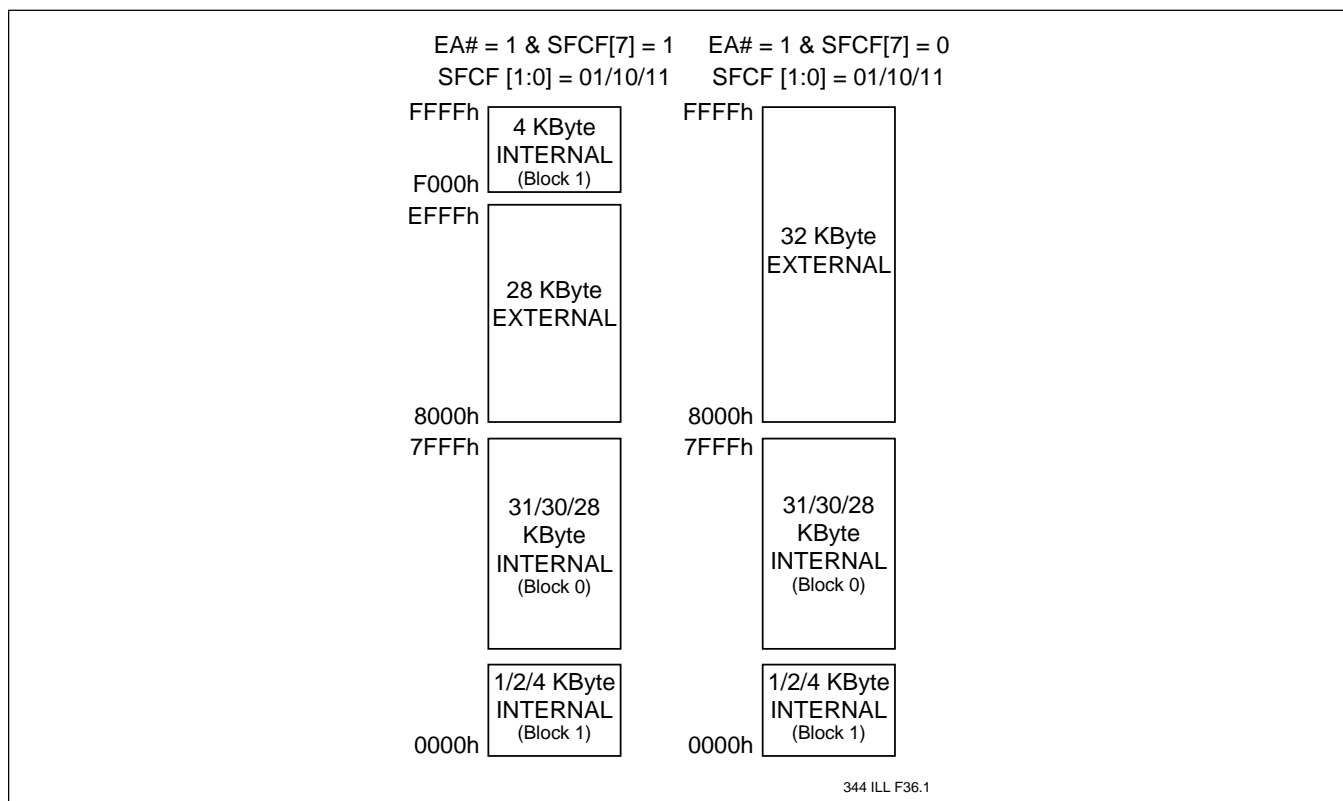 EA# = 1 & SFCF[7] = 1
SFCF [1:0] = 01/10/11
FFFFh
4 KByte
INTERNAL
(Block 1)
F000h
EFFFh
28 KByte
EXTERNAL
8000h
7FFFh
31/30/28
KByte
INTERNAL
(Block 0)
1/2/4 KByte
INTERNAL
(Block 1)
0000h
EA# = 1 & SFCF[7] = 0
SFCF [1:0] = 01/10/11
FFFFh
32 KByte
EXTERNAL
8000h
7FFFh
31/30/28
KByte
INTERNAL
(Block 0)
1/2/4 KByte
INTERNAL
(Block 1)
0000h
344 ILL F36.1